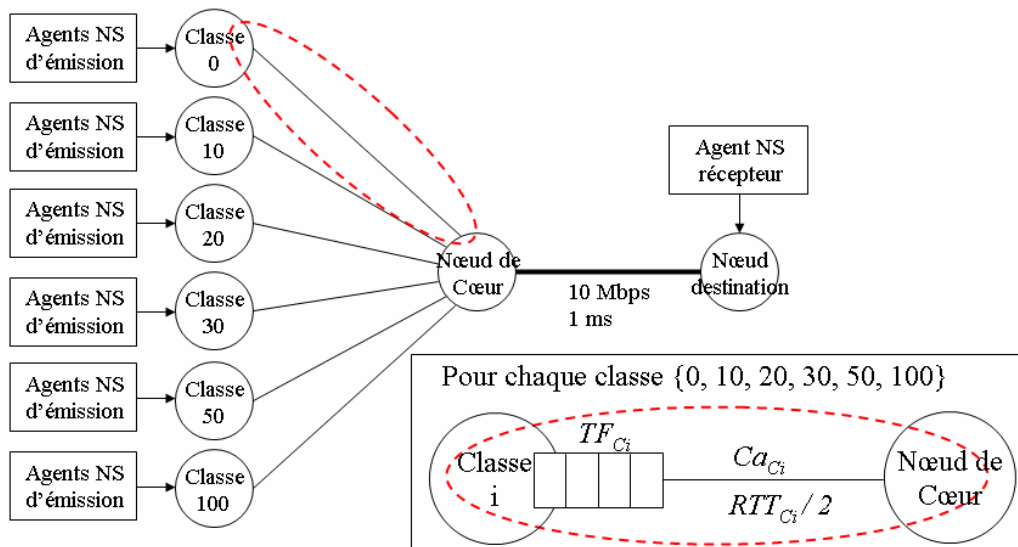 Agents NS
d'émission
Classe
0
Agents NS
d'émission
Classe
10
Agents NS
d'émission
Classe
20
Agents NS
d'émission
Classe
30
Agents NS
d'émission
Classe
50
Agents NS
d'émission
Classe
100
Nœud de
Cœur
10 Mbps
1 ms
Agent NS
récepteur
Nœud
destination
Pour chaque classe {0, 10, 20, 30, 50, 100}
Classe
i
TF_Ci
Ca_Ci
RTT_Ci / 2
Nœud de
Cœur